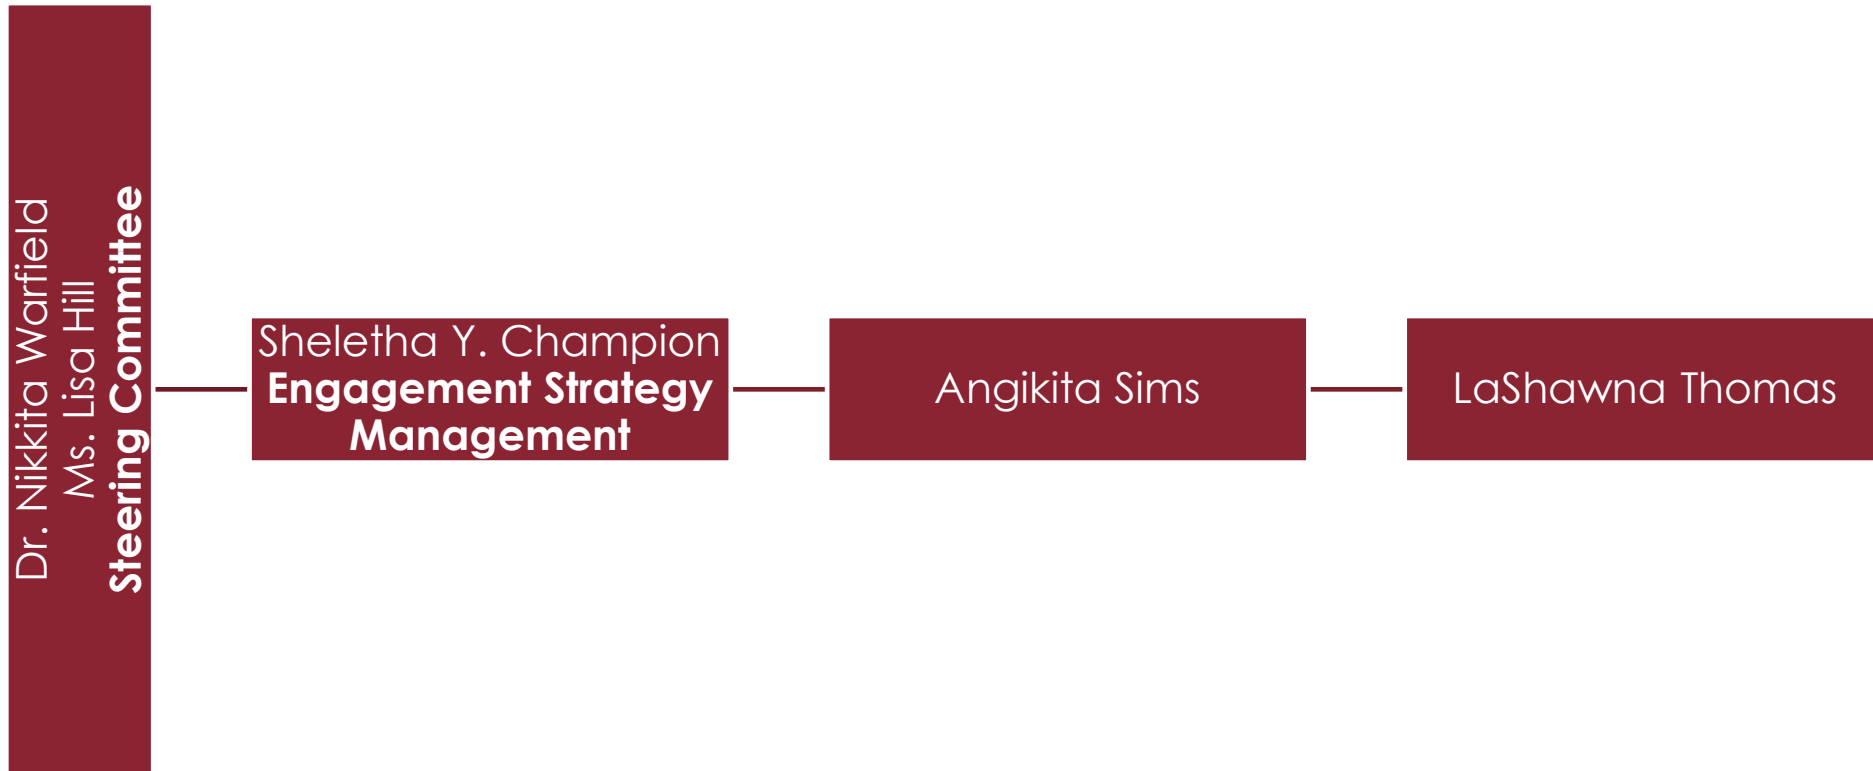 Dr. Nikkita Warfield
Ms. Lisa Hill
Steering Committee
Sheletha Y. Champion
Engagement Strategy
Management
Angikita Sims
LaShawna Thomas